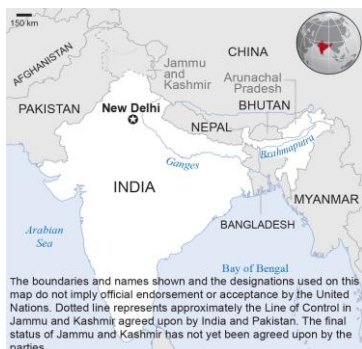 150 km
AFGHANISTAN
Jammu
and
Kashmir
CHINA
Arunachal
Pradesh
PAKISTAN
New Delhi
BHUTAN
NEPAL
Ganges
Brahmaputra
INDIA
MYANMAR
BANGLADESH
Arabian
Sea
Bay of Bengal
The boundaries and names shown and the designations used on this
map do not imply official endorsement or acceptance by the United
Nations. Dotted line represents approximately the Line of Control in
Jammu and Kashmir agreed upon by India and Pakistan. The final
status of Jammu and Kashmir has not yet been agreed upon by the
parties.